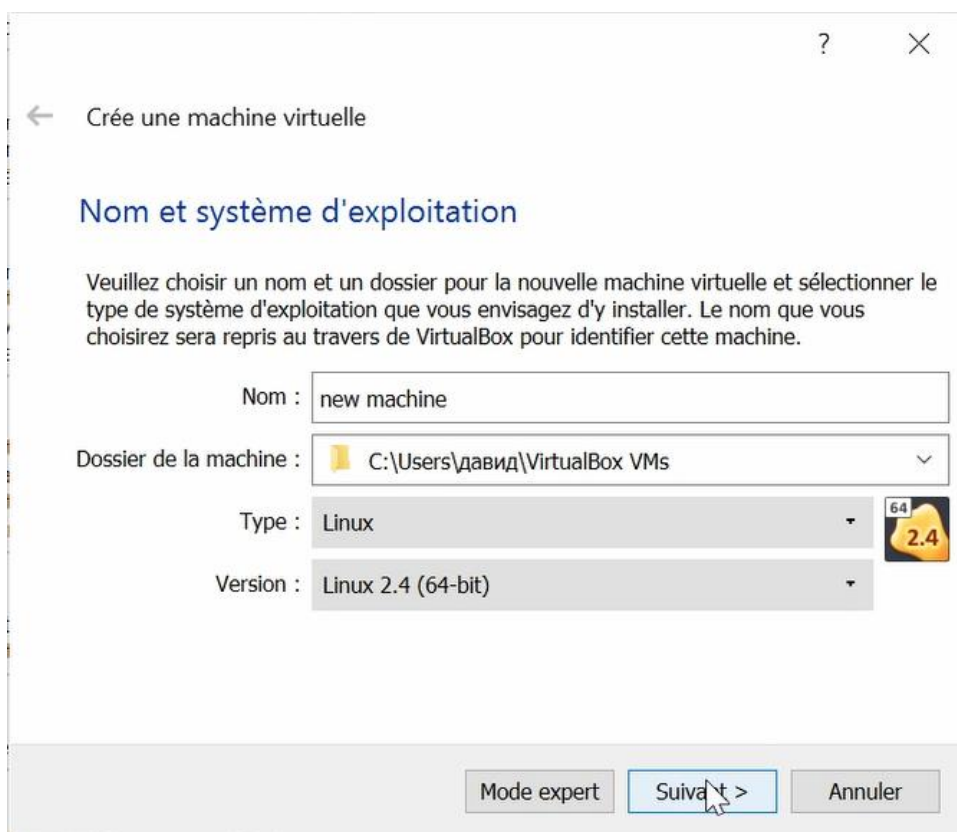 ?
Crée une machine virtuelle
Nom et système d'exploitation
Veuillez choisir un nom et un dossier pour la nouvelle machine virtuelle et sélectionner le
type de système d'exploitation que vous envisagez d'y installer. Le nom que vous
choisirez sera repris au travers de VirtualBox pour identifier cette machine.
Nom : new machine
Dossier de la machine : C:\Users\давид\VirtualBox VMs
Type : Linux
64
2.4
Version : Linux 2.4 (64-bit)
Mode expert Suivant > Annuler